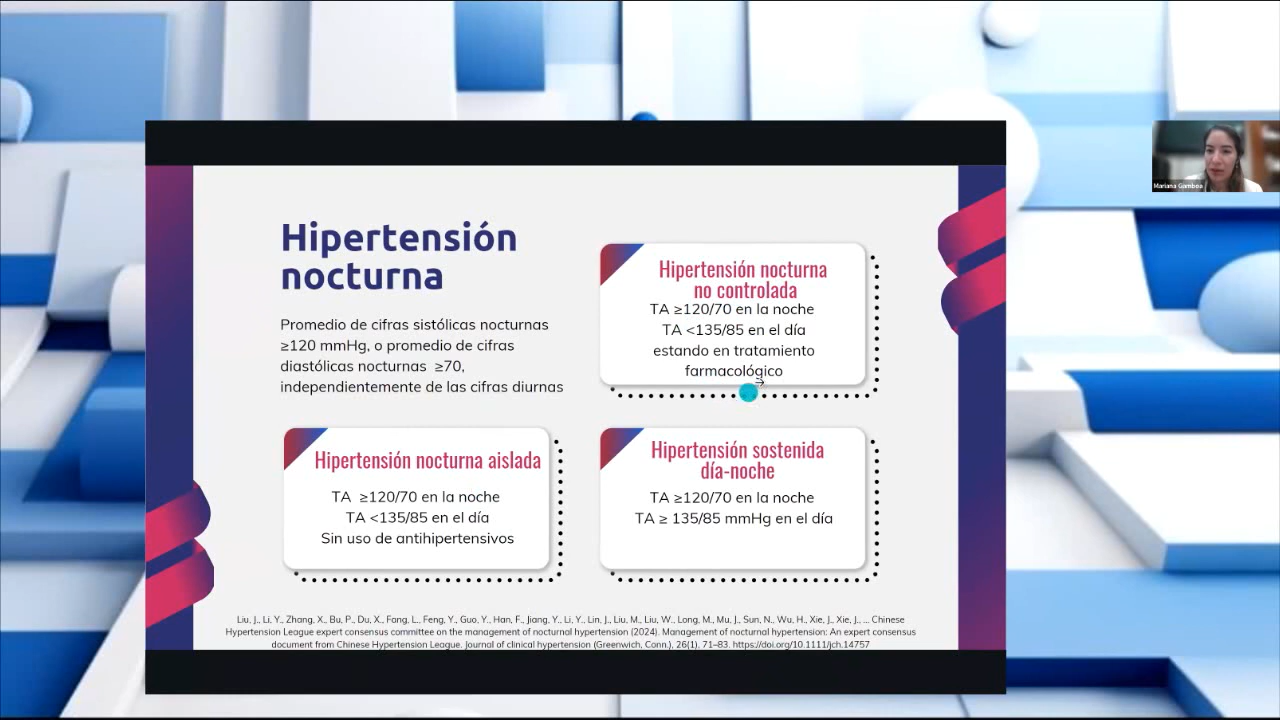 Hipertensión
nocturna
Promedio de cifras sistólicas nocturnas
≥120 mmHg, o promedio de cifras
diastólicas nocturnas ≥70,
independientemente de las cifras diurnas
Hipertensión nocturna
no controlada
TA ≥120/70 en la noche
TA <135/85 en el día
estando en tratamiento
farmacológico
Hipertensión nocturna aislada
TA ≥120/70 en la noche
TA <135/85 en el día
Sin uso de antihipertensivos
Hipertensión sostenida
día-noche
TA ≥120/70 en la noche
TA ≥ 135/85 mmHg en el día
Liu, J., Li, Y., Zhang, X., Bu, P., Du, X., Fang, L., Feng, Y., Guo, Y., Han, F., Jiang, Y., Li, Y., Lin, J., Liu, M., Liu, W., Long, M., Mu, J., Sun, N., Wu, H., Xie, J., Xie, J., ... Chinese
Hypertension League expert consensus committee on the management of nocturnal hypertension (2024). Management of nocturnal hypertension: An expert consensus
document from Chinese Hypertension League. Journal of clinical hypertension (Greenwich, Conn.), 26(1), 71–83. https://doi.org/10.1111/jch.14757
Mariana Gamboa